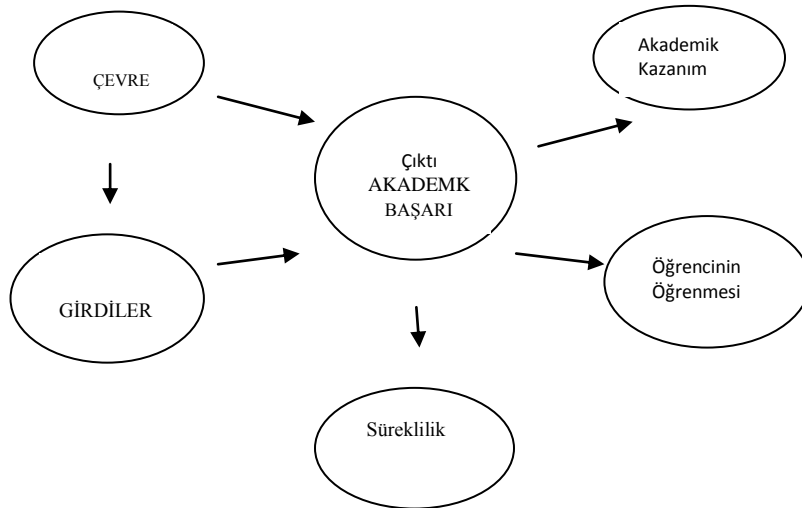 ÇEVRE
Akademik
Kazanım
Çıktı
AKADEMK
BAŞARI
GİRDİLER
Öğrencinin
Öğrenmesi
Süreklilik